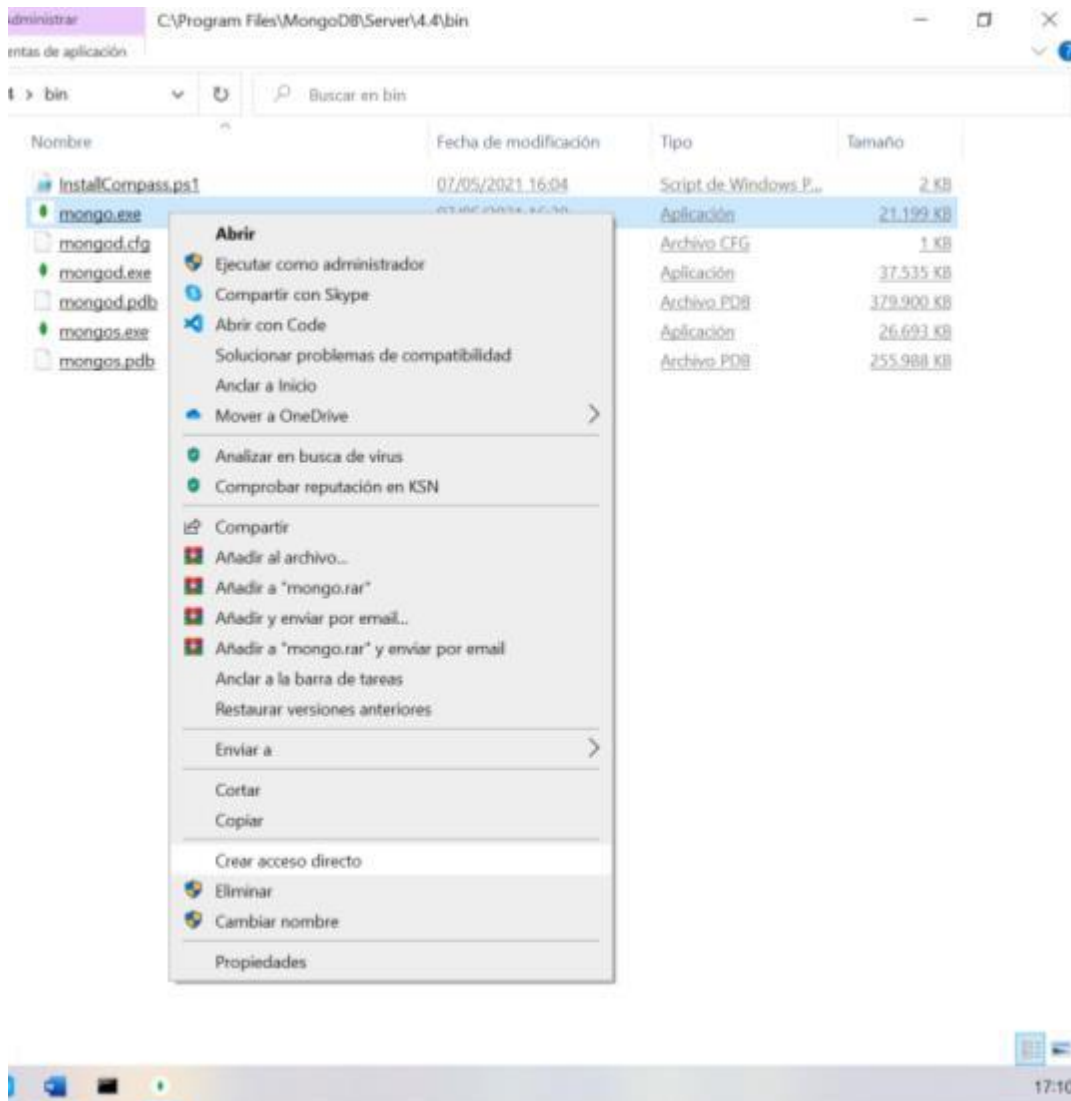 Administrar C:\Program Files\MongoDB\Server\4.4\bin
entas de aplicación
4 > bin Buscar en bin
Nombre Fecha de modificación Tipo Tamaño
InstallCompass.ps1 07/05/2021 16:04 Script de Windows P... 2 KB
mongo.exe Aplicación 21.199 KB
mongod.cfg Archivo CFG 1 KB
mongod.exe Aplicación 37.535 KB
mongod.pdb Archivo PDB 379.900 KB
mongos.exe Aplicación 26.693 KB
mongos.pdb Archivo PDB 255.988 KB
Abrir
Ejecutar como administrador
Compartir con Skype
Abrir con Code
Solucionar problemas de compatibilidad
Anclar a Inicio
Mover a OneDrive
Analizar en busca de virus
Comprobar reputación en KSN
Compartir
Añadir al archivo...
Añadir a "mongo.rar"
Añadir y enviar por email...
Añadir a "mongo.rar" y enviar por email
Anclar a la barra de tareas
Restaurar versiones anteriores
Enviar a
Cortar
Copiar
Crear acceso directo
Eliminar
Cambiar nombre
Propiedades
17:10